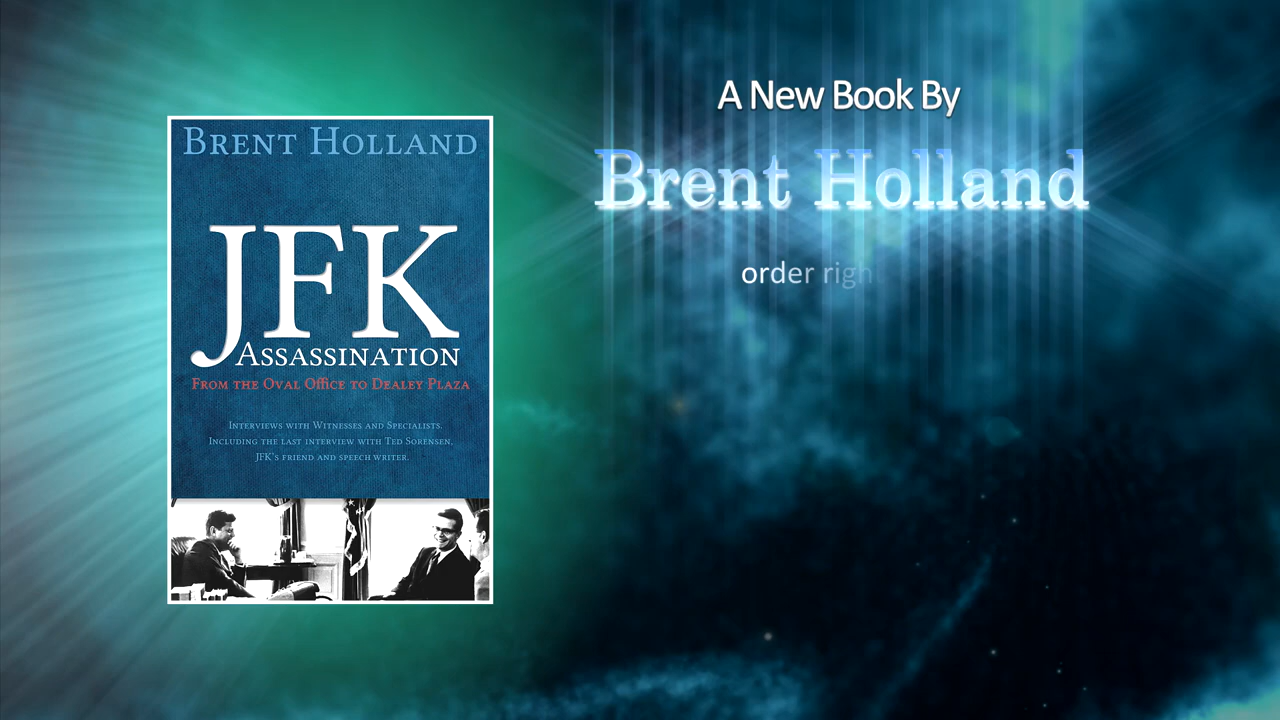 BRENT HOLLAND
JFK
ASSASSINATION
FROM THE OVAL OFFICE TO DEALEY PLAZA
INTERVIEWS WITH WITNESSES AND SPECIALISTS.
INCLUDING THE LAST INTERVIEW WITH TED SORENSEN,
JFK'S FRIEND AND SPEECH WRITER.
A New Book By
Brent Holland
order righ